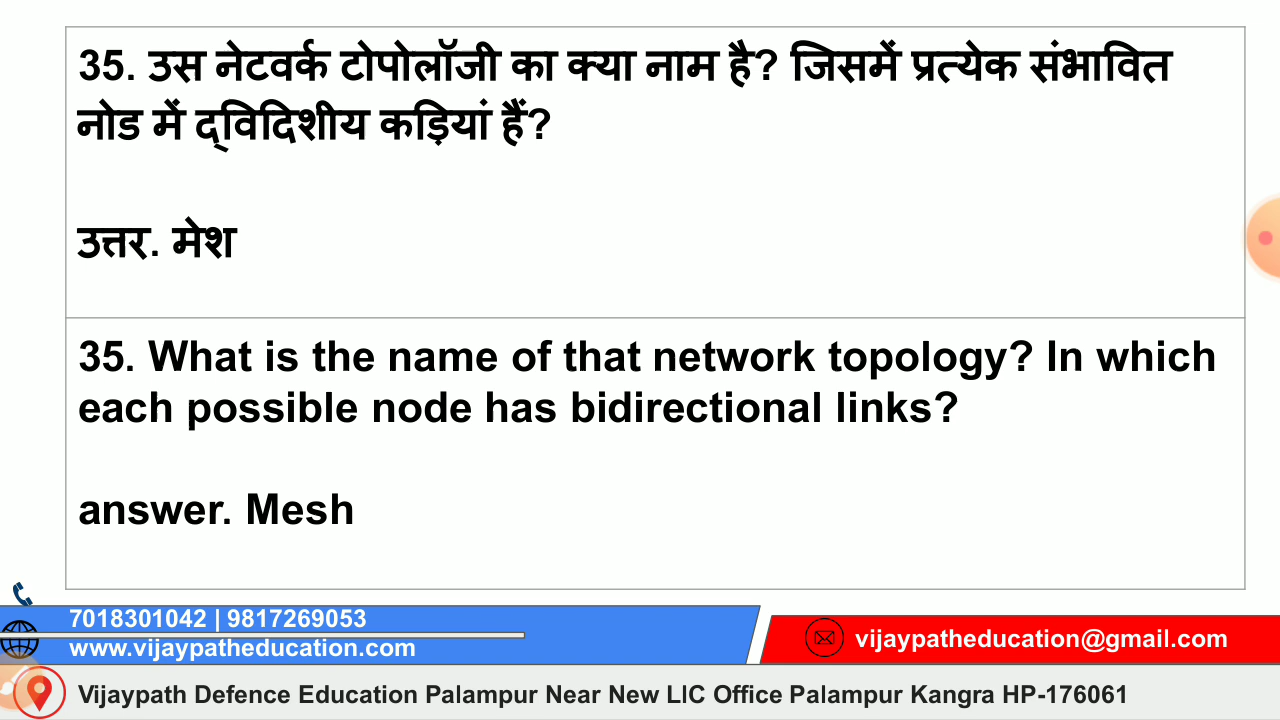 35. उस नेटवर्क टोपोलॉजी का क्या नाम है? जिसमें प्रत्येक संभावित
नोड में द्विदिशीय कड़ियां हैं?
उत्तर. मेश
35. What is the name of that network topology? In which
each possible node has bidirectional links?
answer. Mesh
7018301042 | 9817269053
www.vijaypatheducation.com
vijaypatheducation@gmail.com
Vijaypath Defence Education Palampur Near New LIC Office Palampur Kangra HP-176061